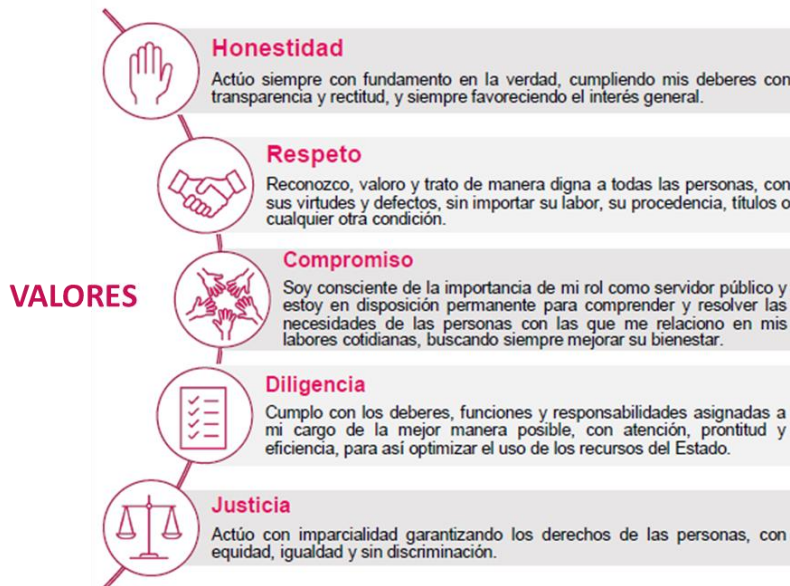 Honestidad
Actúo siempre con fundamento en la verdad, cumpliendo mis deberes con
transparencia y rectitud, y siempre favoreciendo el interés general.
Respeto
Reconozco, valoro y trato de manera digna a todas las personas, con
sus virtudes y defectos, sin importar su labor, su procedencia, títulos o
cualquier otra condición.
VALORES
Compromiso
Soy consciente de la importancia de mi rol como servidor público y
estoy en disposición permanente para comprender y resolver las
necesidades de las personas con las que me relaciono en mis
labores cotidianas, buscando siempre mejorar su bienestar.
Diligencia
Cumplo con los deberes, funciones y responsabilidades asignadas a
mi cargo de la mejor manera posible, con atención, prontitud y
eficiencia, para así optimizar el uso de los recursos del Estado.
Justicia
Actúo con imparcialidad garantizando los derechos de las personas, con
equidad, igualdad y sin discriminación.